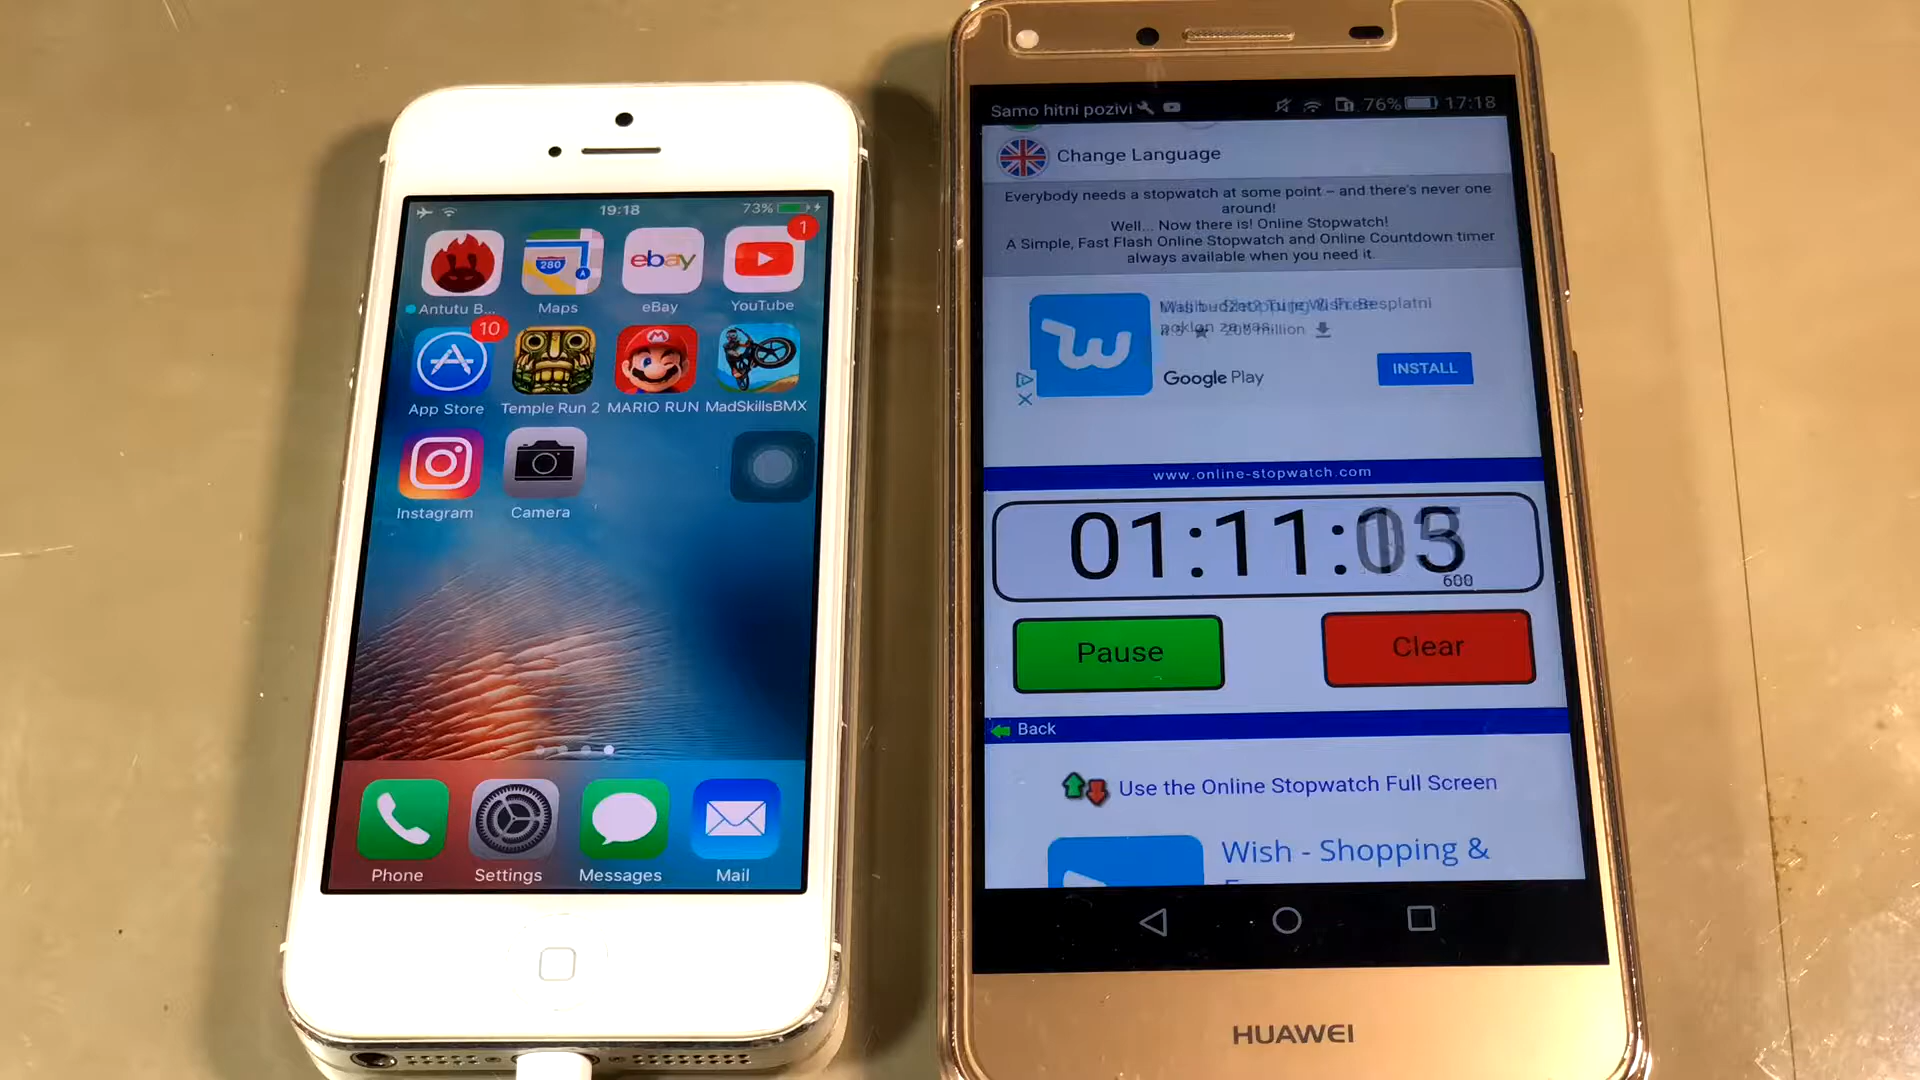 19:18
73%
1
280
ebay
Antutu B...
Maps
eBay
YouTube
10
App Store
Temple Run 2
MARIO RUN
MadSkillsBMX
Instagram
Camera
Phone
Settings
Messages
Mail
Samo hitni pozivi
76%
17:18
Change Language
Everybody needs a stopwatch at some point – and there's never one
around!
Well... Now there is! Online Stopwatch!
A Simple, Fast Flash Online Stopwatch and Online Countdown timer
always available when you need it.
Google Play
INSTALL
www.online-stopwatch.com
01:11:
Pause
Clear
Back
Use the Online Stopwatch Full Screen
Wish - Shopping &
HUAWEI